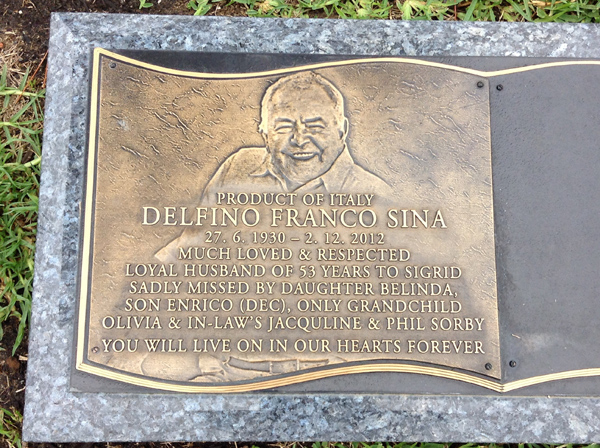 PRODUCT OF ITALY
DELFINO FRANCO SINA
27. 6. 1930 – 2. 12. 2012
MUCH LOVED & RESPECTED
LOYAL HUSBAND OF 53 YEARS TO SIGRID
SADLY MISSED BY DAUGHTER BELINDA,
SON ENRICO (DEC), ONLY GRANDCHILD
OLIVIA & IN-LAW'S JACQULINE & PHIL SORBY
YOU WILL LIVE ON IN OUR HEARTS FOREVER